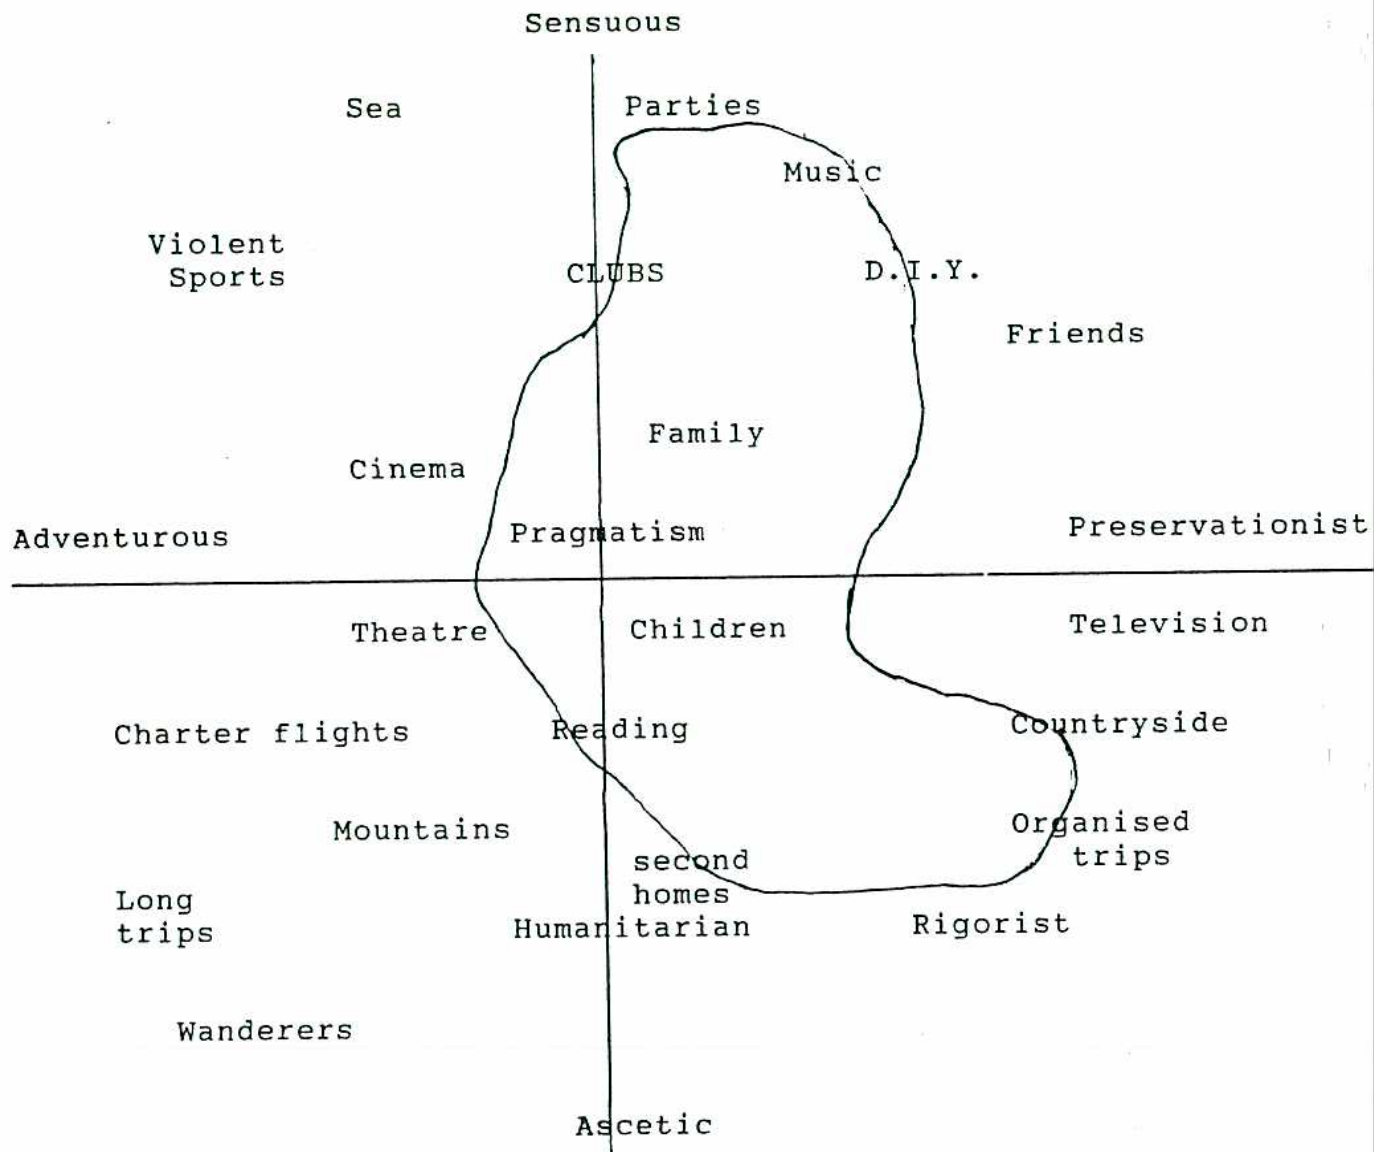 Sensuous
Sea
Parties
Music
Violent
Sports
CLUBS
D.I.Y.
Friends
Family
Cinema
Adventurous
Pragmatism
Preservationist
Theatre
Children
Television
Charter flights
Reading
Countryside
Mountains
Organised
trips
second
homes
Long
trips
Humanitarian
Rigorist
Wanderers
Ascetic